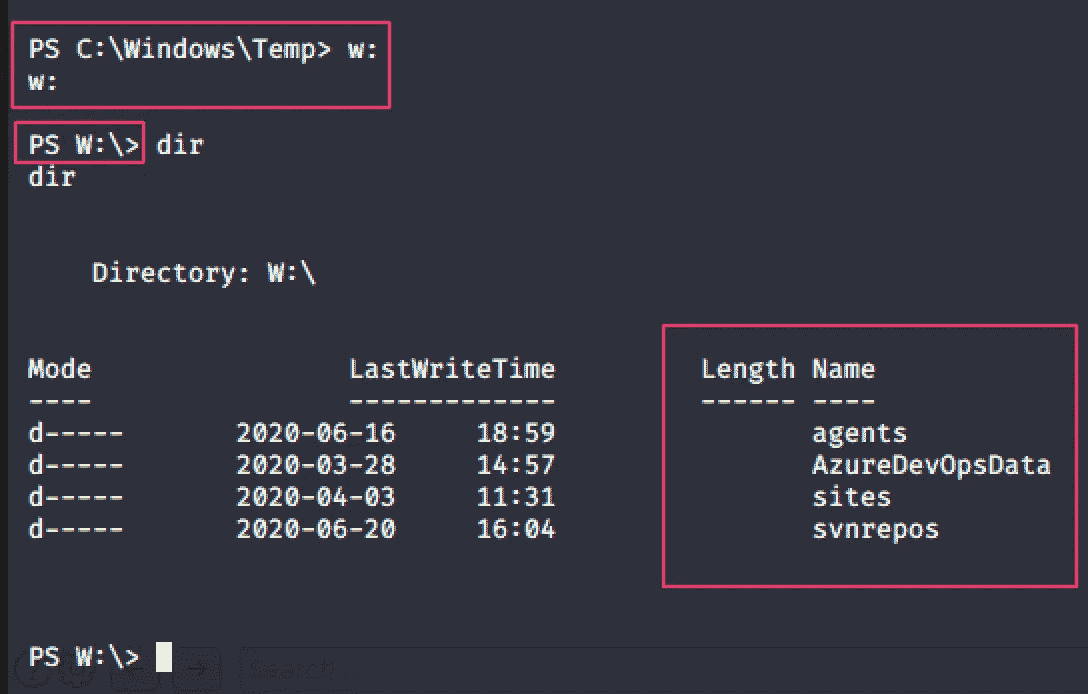 PS C:\Windows\Temp> w:
w:
PS W:\> dir
dir
Directory: W:\
Mode LastWriteTime Length Name
---- ------------- ------ ----
d----- 2020-06-16 18:59 agents
d----- 2020-03-28 14:57 AzureDevOpsData
d----- 2020-04-03 11:31 sites
d----- 2020-06-20 16:04 svnrepos
PS W:\>
Search